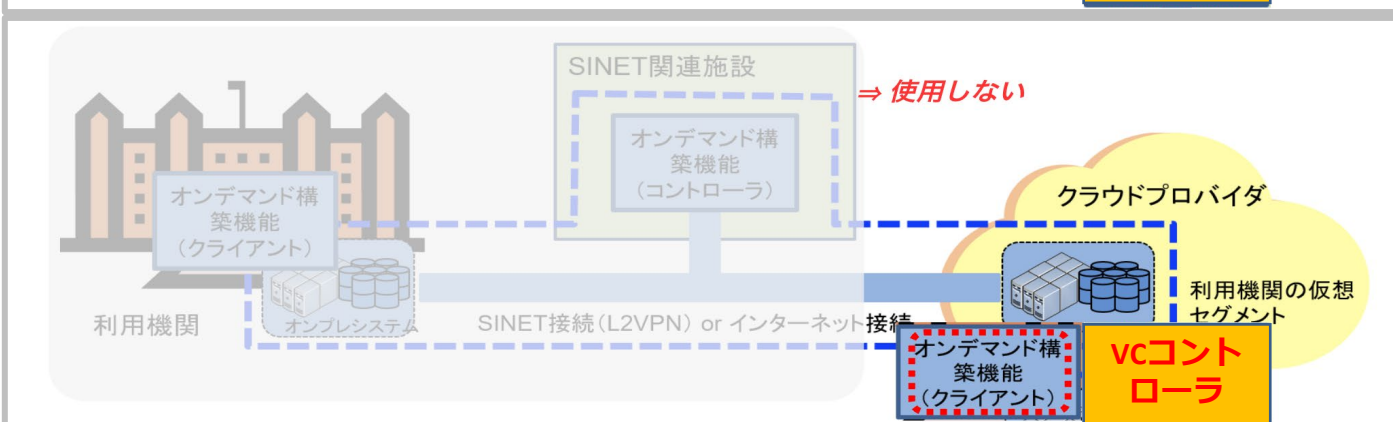 SINET関連施設
⇒ 使用しない
オンデマンド構
築機能
（コントローラ）
クラウドプロバイダ
オンデマンド構
築機能
（クライアント）
利用機関
オンプレシステム
SINET接続（L2VPN） or インターネット接続
利用機関の仮想
セグメント
オンデマンド構
築機能
（クライアント）
VCコント
ローラ